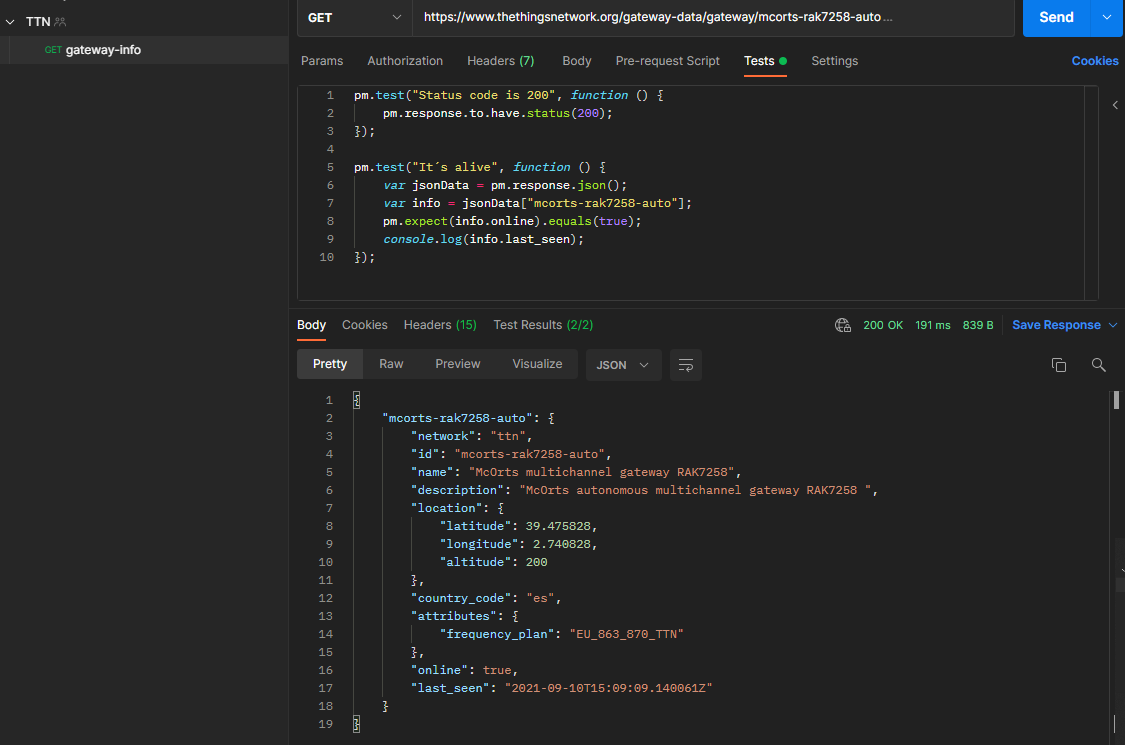 TTN
GET gateway-info
GET https://www.thethingsnetwork.org/gateway-data/gateway/mcorts-rak7258-auto... Send
Params Authorization Headers (7) Body Pre-request Script Tests Settings Cookies
1 pm.test("Status code is 200", function () {
2 pm.response.to.have.status(200);
3 });
4
5 pm.test("It´s alive", function () {
6 var jsonData = pm.response.json();
7 var info = jsonData["mcorts-rak7258-auto"];
8 pm.expect(info.online).equals(true);
9 console.log(info.last_seen);
10 });
Body Cookies Headers (15) Test Results (2/2) 200 OK 191 ms 839 B Save Response
Pretty Raw Preview Visualize JSON
1 {
2 "mcorts-rak7258-auto": {
3 "network": "ttn",
4 "id": "mcorts-rak7258-auto",
5 "name": "McOrts multichannel gateway RAK7258",
6 "description": "McOrts autonomous multichannel gateway RAK7258 ",
7 "location": {
8 "latitude": 39.475828,
9 "longitude": 2.740828,
10 "altitude": 200
11 },
12 "country_code": "es",
13 "attributes": {
14 "frequency_plan": "EU_863_870_TTN"
15 },
16 "online": true,
17 "last_seen": "2021-09-10T15:09:09.140061Z"
18 }
19 }